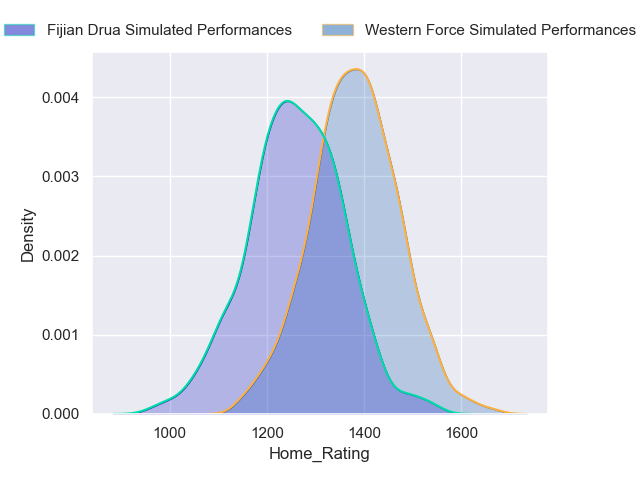 Fijian Drua Simulated Performances
Western Force Simulated Performances
0.004
0.003
0.002
0.001
0.000
Density
1000
1200
1400
1600
Home_Rating